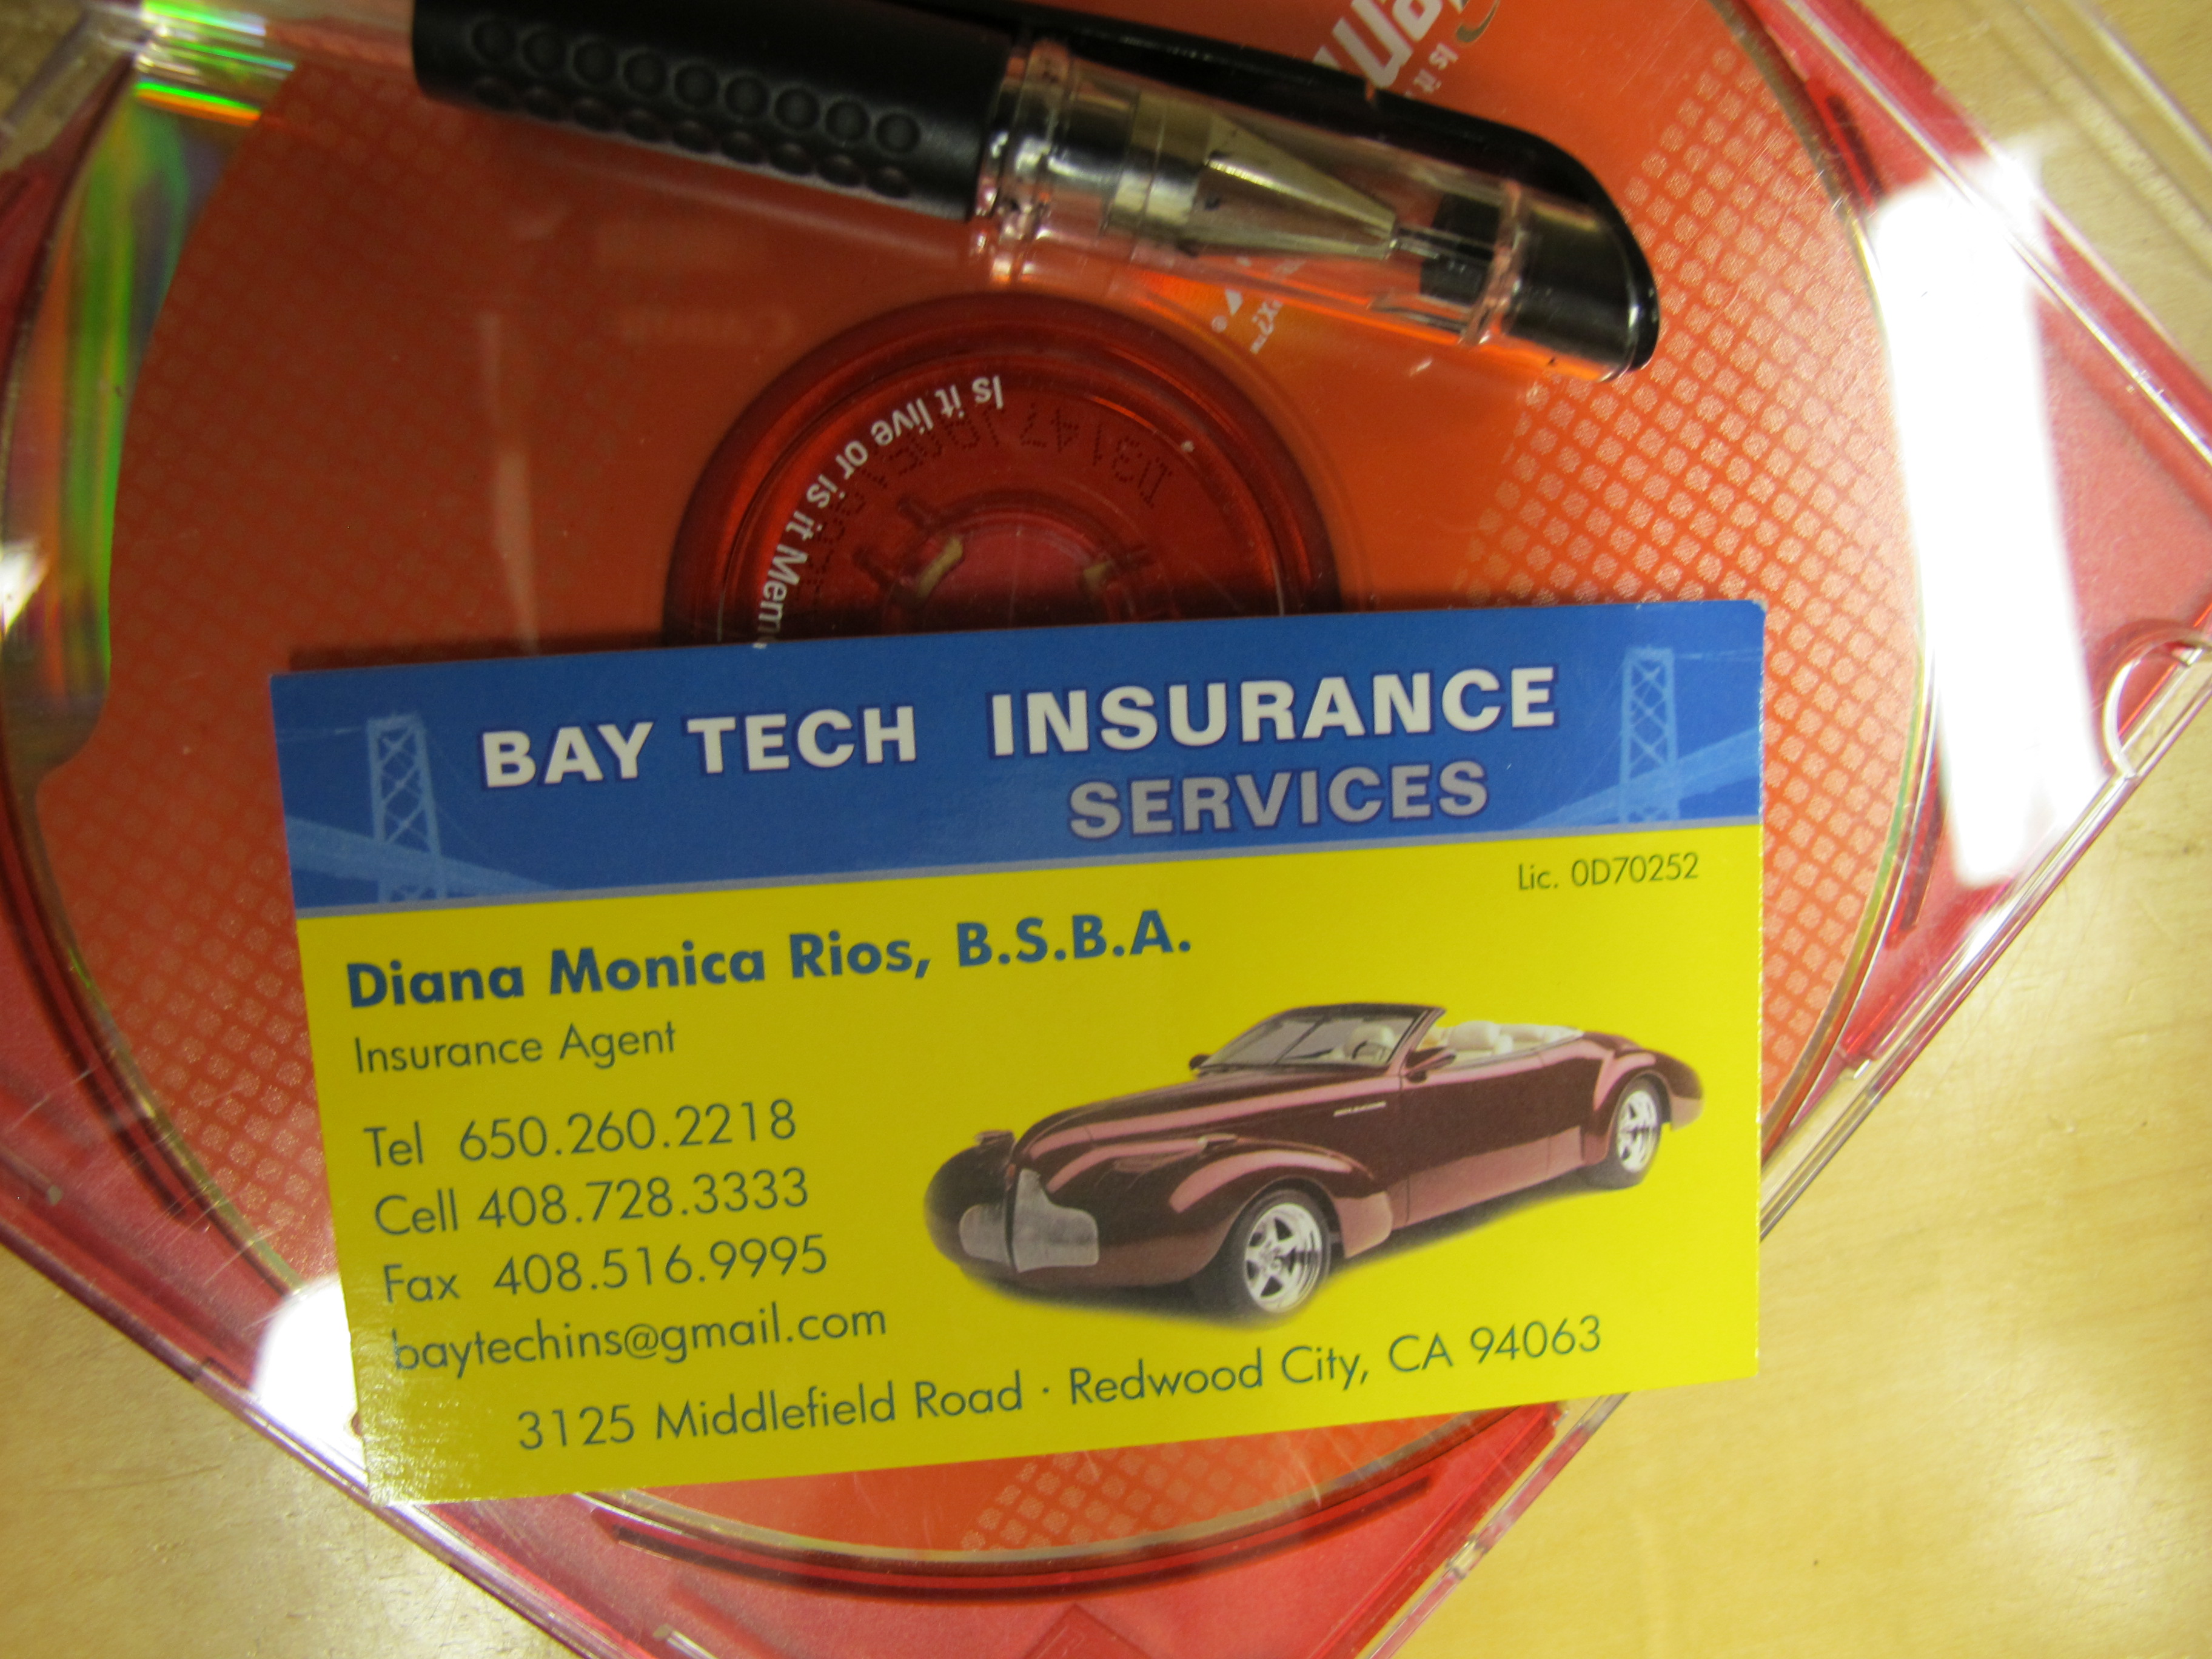 Is it live or is it
BAY TECH INSURANCE
SERVICES
Lic. 0D70252
Diana Monica Rios, B.S.B.A.
Insurance Agent
Tel 650.260.2218
Cell 408.728.3333
Fax 408.516.9995
baytechins@gmail.com
3125 Middlefield Road · Redwood City, CA 94063